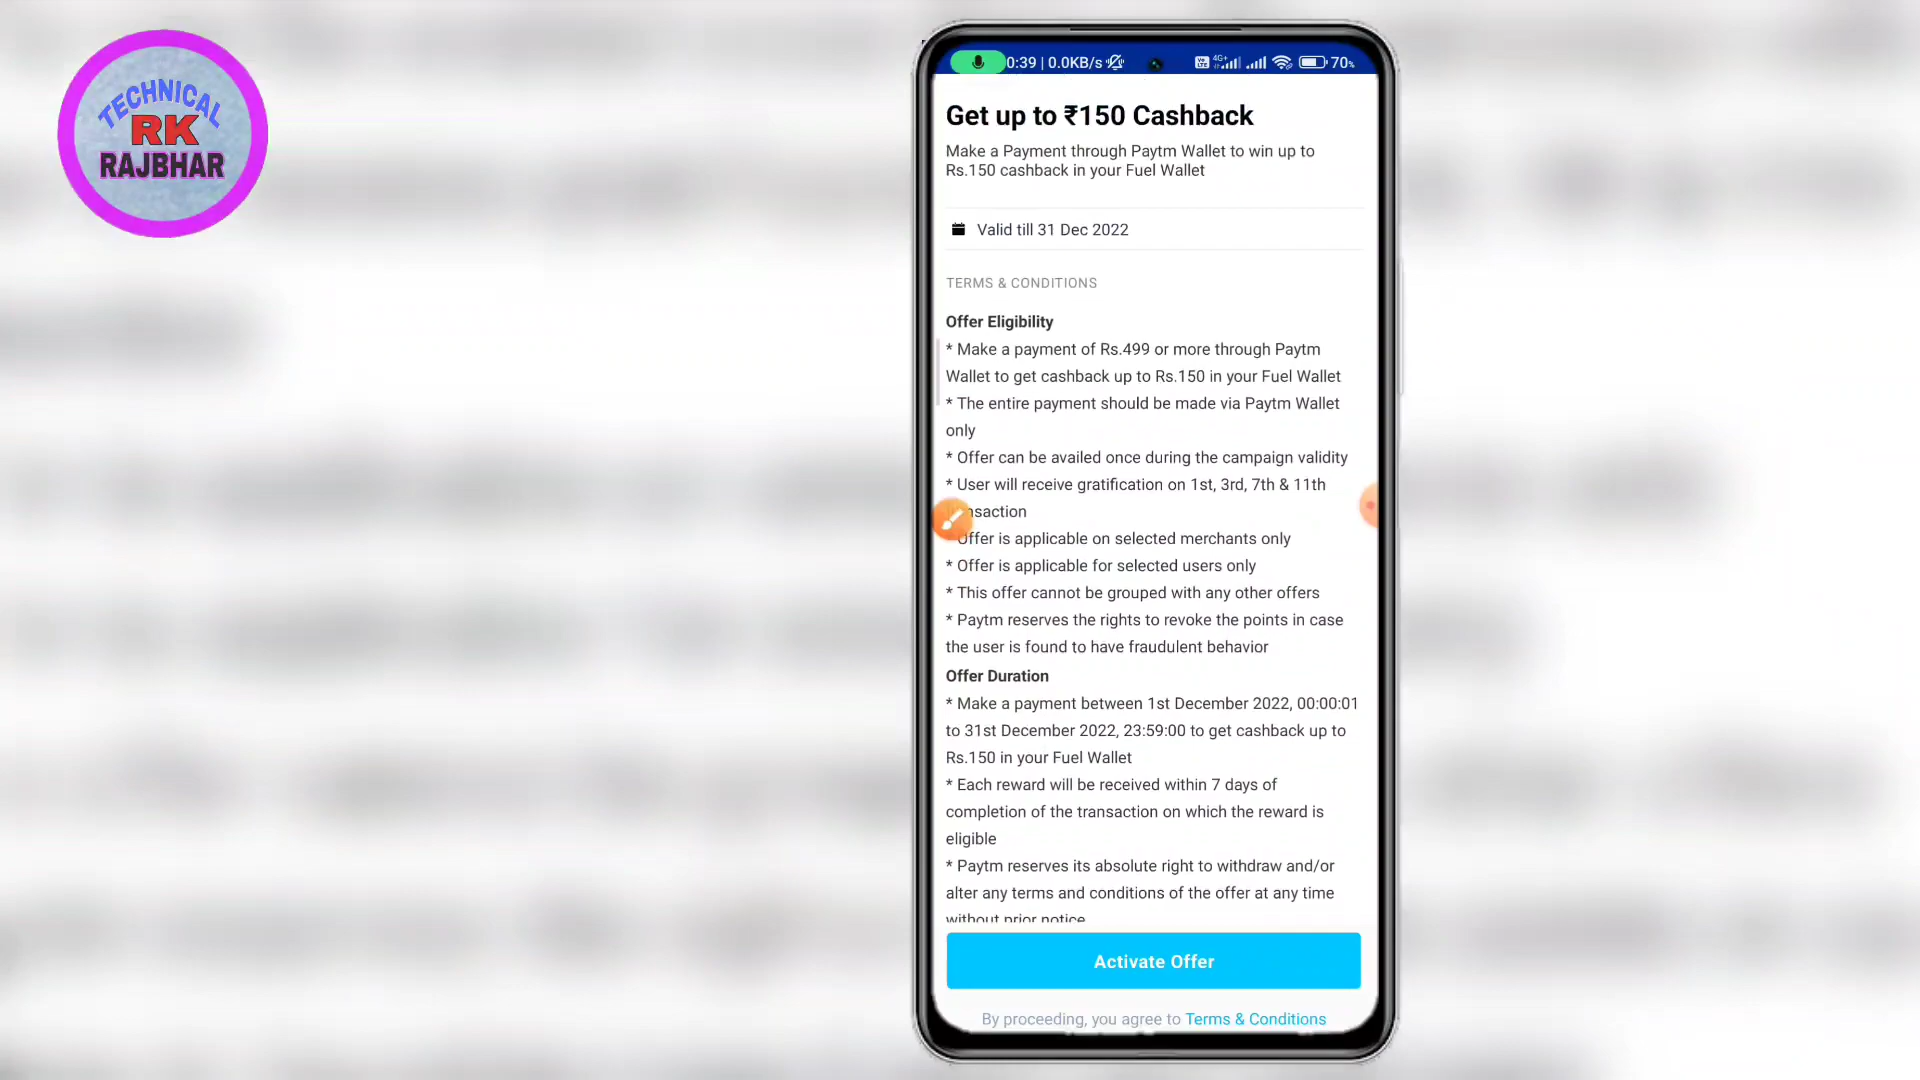 TECHNICAL
RK
RAJBHAR
0:39 | 0.0KB/s
Vo LTE 4G+ 70%
Get up to ₹150 Cashback
Make a Payment through Paytm Wallet to win up to
Rs.150 cashback in your Fuel Wallet
Valid till 31 Dec 2022
TERMS & CONDITIONS
Offer Eligibility
* Make a payment of Rs.499 or more through Paytm
Wallet to get cashback up to Rs.150 in your Fuel Wallet
* The entire payment should be made via Paytm Wallet
only
* Offer can be availed once during the campaign validity
* User will receive gratification on 1st, 3rd, 7th & 11th
nsaction
Offer is applicable on selected merchants only
* Offer is applicable for selected users only
* This offer cannot be grouped with any other offers
* Paytm reserves the rights to revoke the points in case
the user is found to have fraudulent behavior
Offer Duration
* Make a payment between 1st December 2022, 00:00:01
to 31st December 2022, 23:59:00 to get cashback up to
Rs.150 in your Fuel Wallet
* Each reward will be received within 7 days of
completion of the transaction on which the reward is
eligible
* Paytm reserves its absolute right to withdraw and/or
alter any terms and conditions of the offer at any time
without prior notice
Activate Offer
By proceeding, you agree to Terms & Conditions